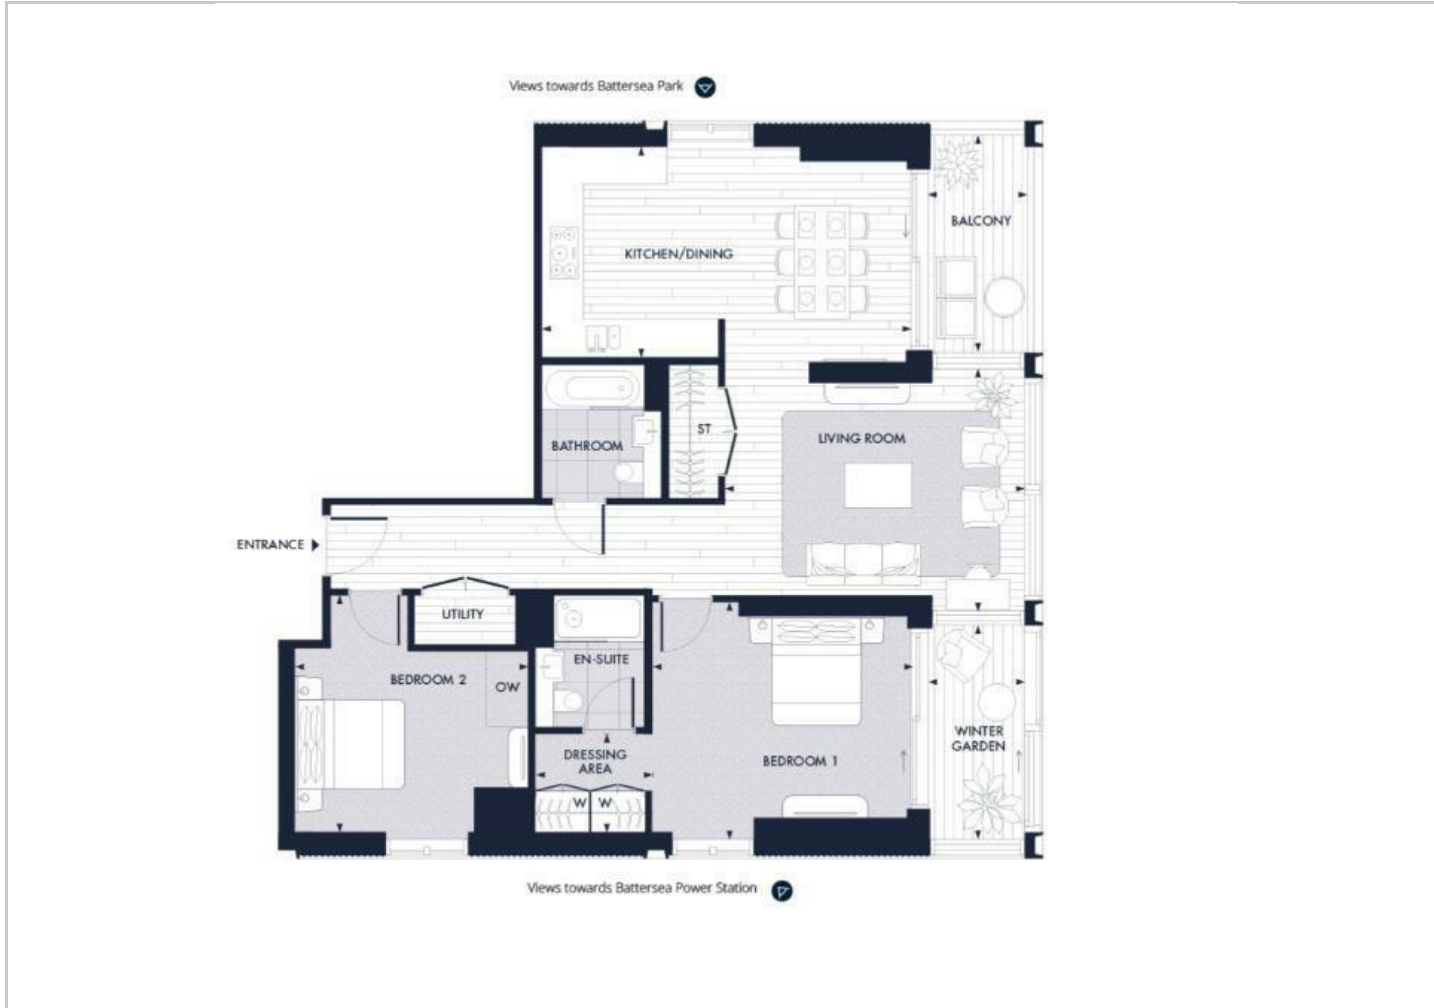 Views towards Battersea Park
BALCONY
KITCHEN/DINING
ST
LIVING ROOM
BATHROOM
ENTRANCE
UTILITY
EN-SUITE
BEDROOM 2
OW
WINTER
GARDEN
DRESSING
AREA
BEDROOM 1
W W
Views towards Battersea Power Station